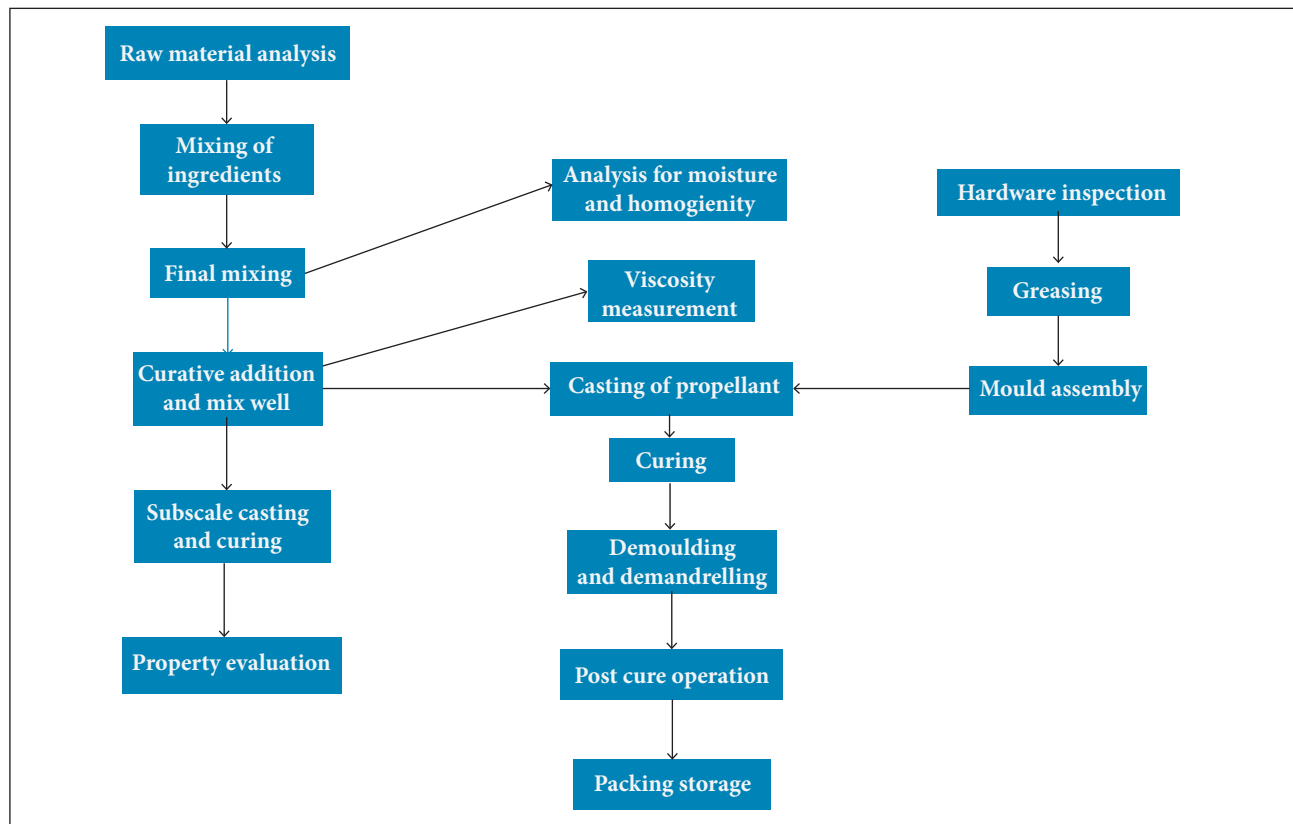 Raw material analysis
Mixing of
ingredients
Analysis for moisture
and homogienity
Hardware inspection
Final mixing
Viscosity
measurement
Greasing
Curative addition
and mix well
Casting of propellant
Mould assembly
Curing
Subscale casting
and curing
Demoulding
and demandrelling
Property evaluation
Post cure operation
Packing storage